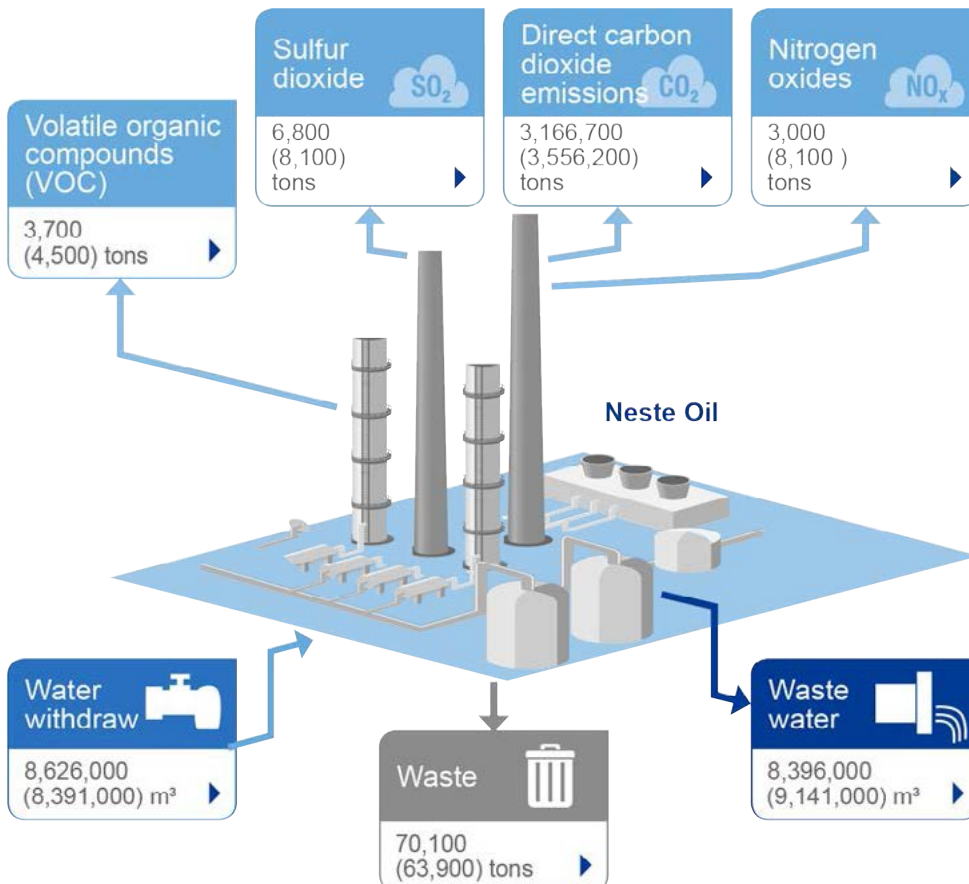 Sulfur
dioxide
SO₂
6,800
(8,100)
tons
Direct carbon
dioxide
emissions
CO₂
3,166,700
(3,556,200)
tons
Nitrogen
oxides
NOₓ
3,000
(8,100 )
tons
Volatile organic
compounds
(VOC)
3,700
(4,500) tons
Neste Oil
Water
withdraw
8,626,000
(8,391,000) m³
Waste
70,100
(63,900) tons
Waste
water
8,396,000
(9,141,000) m³